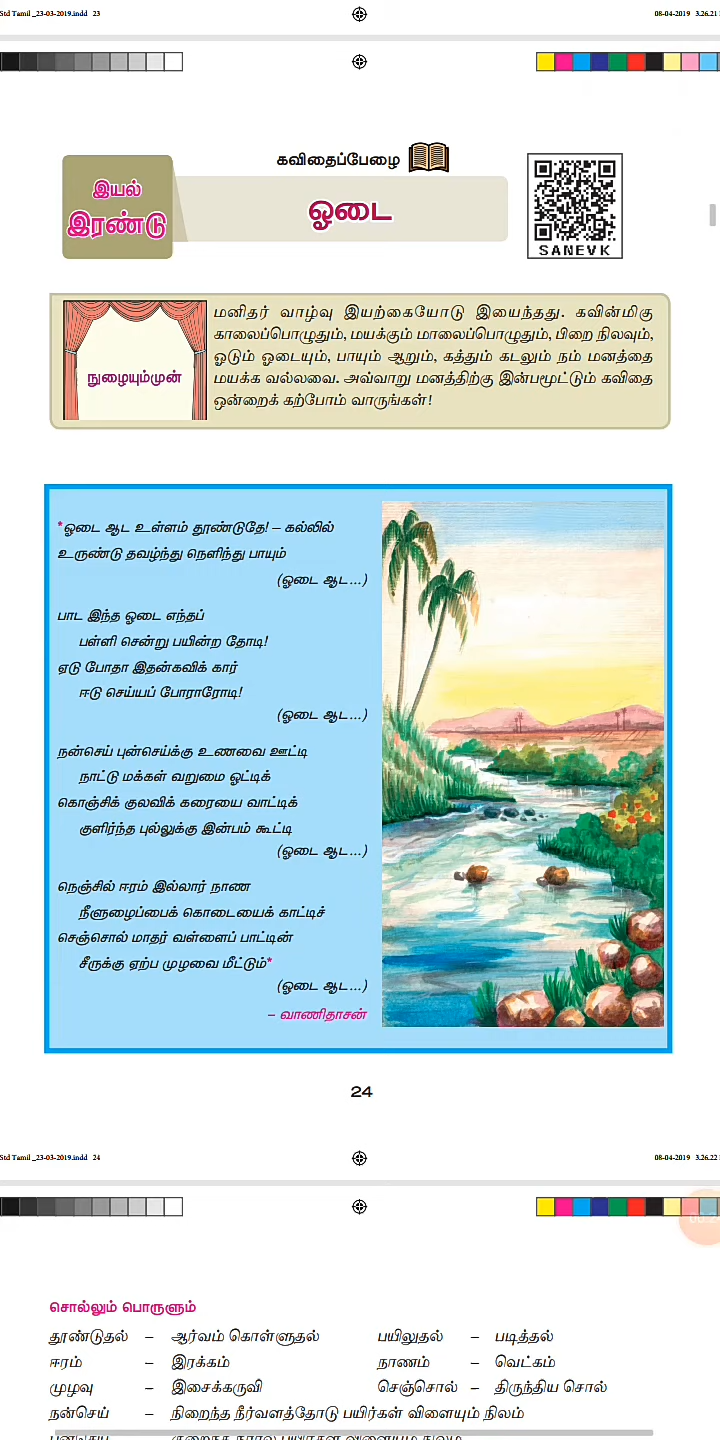 Std Tamil _23-03-2019.indd 23
08-04-2019 3.26.21
கவிதைப்பேழை
இயல்
இரண்டு
ஓடை
SANEVK
நுழையும்முன்
மனிதர் வாழ்வு இயற்கையோடு இயைந்தது. கவின்மிகு
காலைப்பொழுதும், மயக்கும் மாலைப்பொழுதும், பிறை நிலவும்,
ஓடும் ஓடையும், பாயும் ஆறும், கத்தும் கடலும் நம் மனத்தை
மயக்க வல்லவை. அவ்வாறு மனத்திற்கு இன்பமூட்டும் கவிதை
ஒன்றைக் கற்போம் வாருங்கள்!
*ஓடை ஆட உள்ளம் தூண்டுதே! – கல்லில்
உருண்டு தவழ்ந்து நெளிந்து பாயும்
(ஓடை ஆட...)
பாட இந்த ஓடை எந்தப்
பள்ளி சென்று பயின்ற தோடி!
ஏடு போதா இதன்கவிக் கார்
ஈடு செய்யப் போராரோடி!
(ஓடை ஆட...)
நன்செய் புன்செய்க்கு உணவை ஊட்டி
நாட்டு மக்கள் வறுமை ஓட்டிக்
கொஞ்சிக் குலவிக் கரையை வாட்டிக்
குளிர்ந்த புல்லுக்கு இன்பம் கூட்டி
(ஓடை ஆட...)
நெஞ்சில் ஈரம் இல்லார் நாண
நீளுழைப்பைக் கொடையைக் காட்டிச்
செஞ்சொல் மாதர் வள்ளைப் பாட்டின்
சீருக்கு ஏற்ப முழவை மீட்டும்*
(ஓடை ஆட...)
– வாணிதாசன்
24
Std Tamil _23-03-2019.indd 24
08-04-2019 3.26.22
சொல்லும் பொருளும்
தூண்டுதல் – ஆர்வம் கொள்ளுதல் பயிலுதல் – படித்தல்
ஈரம் – இரக்கம் நாணம் – வெட்கம்
முழவு – இசைக்கருவி செஞ்சொல் – திருந்திய சொல்
நன்செய் – நிறைந்த நீர்வளத்தோடு பயிர்கள் விளையும் நிலம்